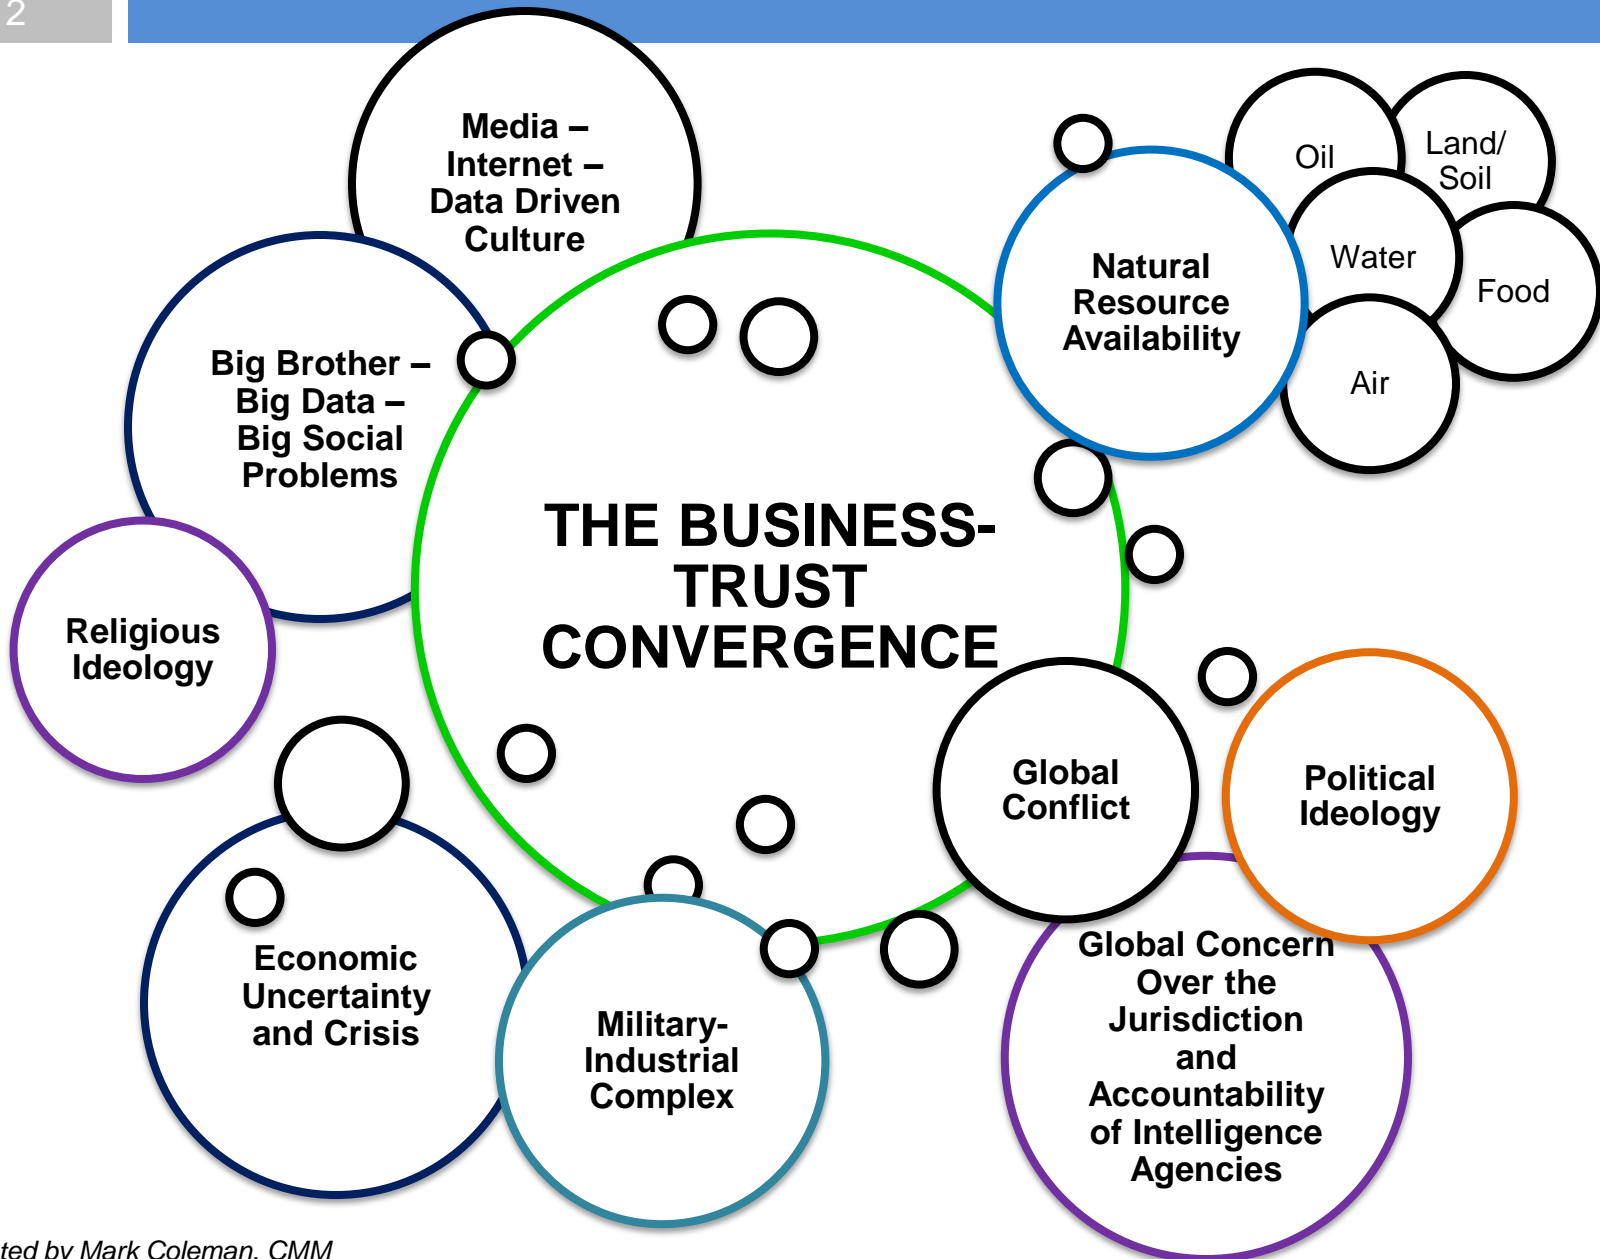 2
Media –
Internet –
Data Driven
Culture
Oil
Land/
Soil
Water
Food
Air
Natural
Resource
Availability
Big Brother –
Big Data –
Big Social
Problems
THE BUSINESS-
TRUST
CONVERGENCE
Religious
Ideology
Global
Conflict
Political
Ideology
Economic
Uncertainty
and Crisis
Military-
Industrial
Complex
Global Concern
Over the
Jurisdiction
and
Accountability
of Intelligence
Agencies
ted by Mark Coleman, CMM